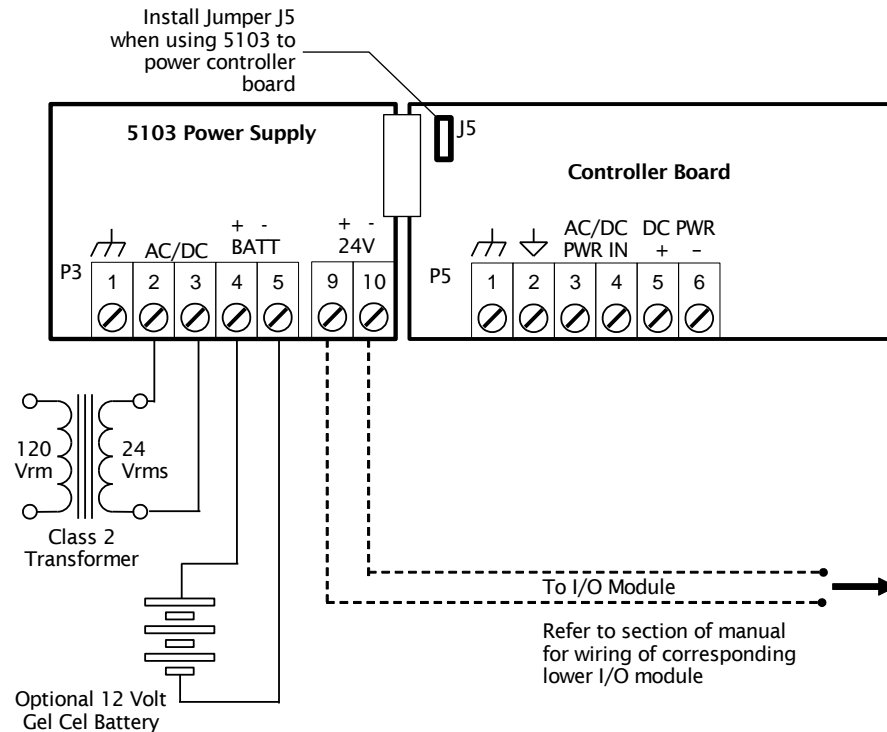 Install Jumper J5
when using 5103 to
power controller
board
J5
5103 Power Supply
Controller Board
+ -
AC/DC BATT
+ -
24V
AC/DC DC PWR
PWR IN + –
P3 1 2 3 4 5 9 10
P5 1 2 3 4 5 6
120
Vrm
24
Vrms
Class 2
Transformer
To I/O Module
Refer to section of manual
for wiring of corresponding
lower I/O module
Optional 12 Volt
Gel Cel Battery